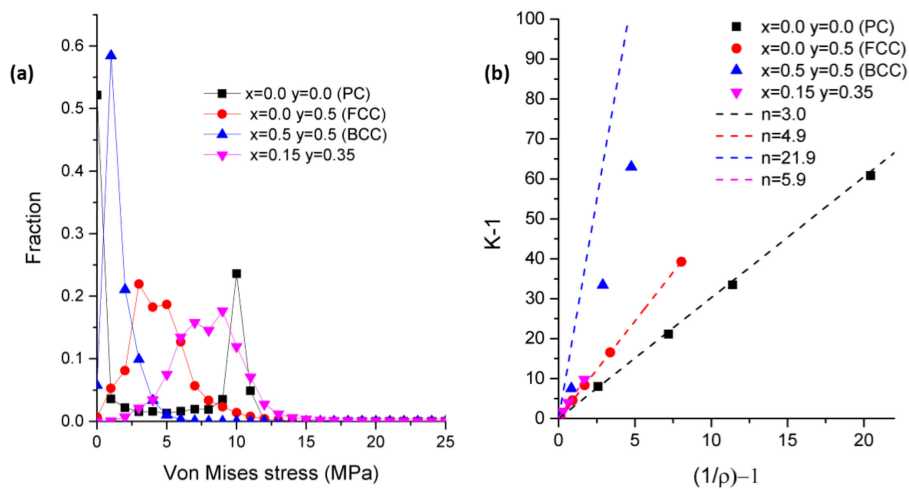 (a)
0.6
0.5
0.4
0.3
0.2
0.1
0.0
Fraction
x=0.0 y=0.0 (PC)
x=0.0 y=0.5 (FCC)
x=0.5 y=0.5 (BCC)
x=0.15 y=0.35
0 5 10 15 20 25
Von Mises stress (MPa)
(b)
100
90
80
70
60
50
40
30
20
10
0
K-1
x=0.0 y=0.0 (PC)
x=0.0 y=0.5 (FCC)
x=0.5 y=0.5 (BCC)
x=0.15 y=0.35
n=3.0
n=4.9
n=21.9
n=5.9
0 5 10 15 20
(1/ρ)−1